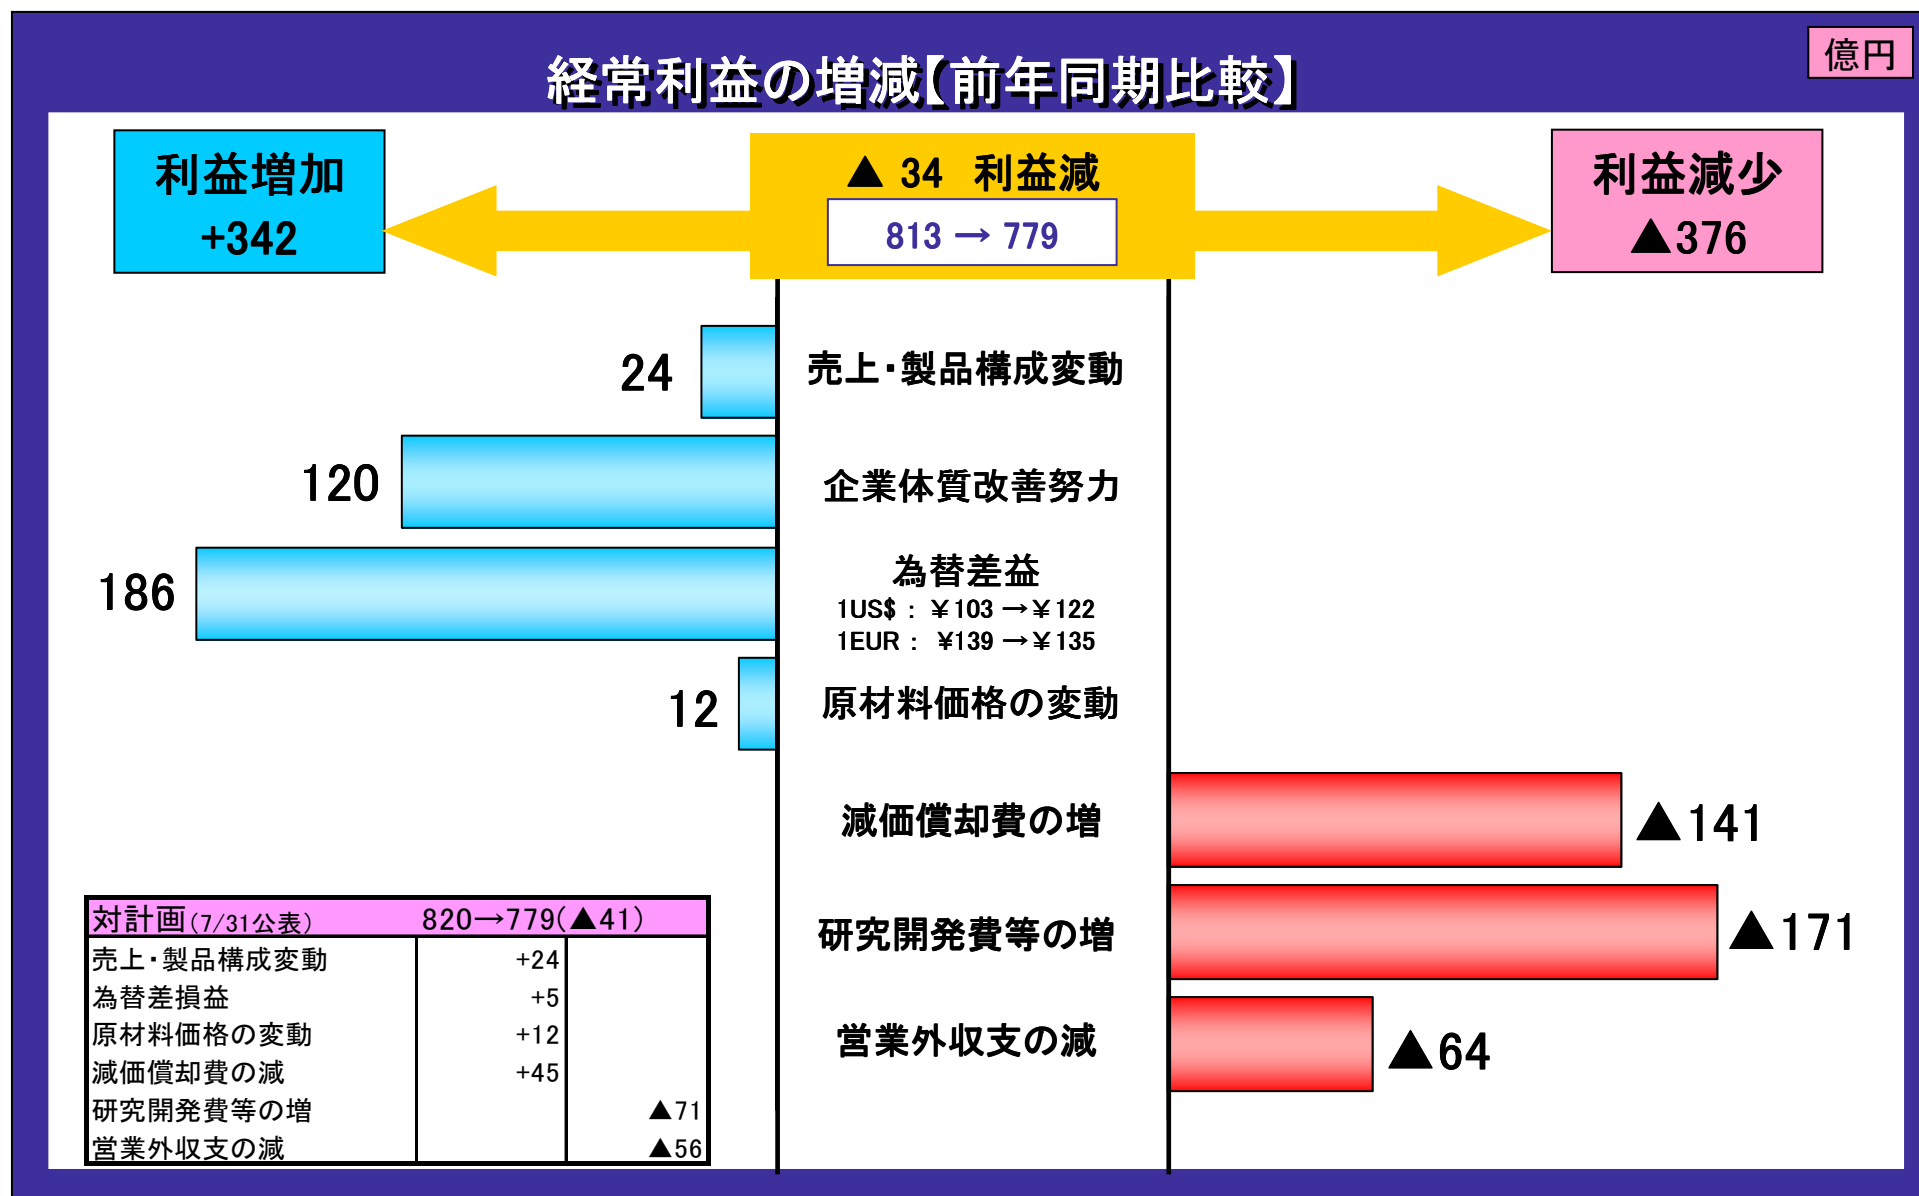 経常利益の増減【前年同期比較】
億円
利益増加
+342
▲ 34 利益減
813 → 779
利益減少
▲376
24
売上・製品構成変動
120
企業体質改善努力
186
為替差益
1US$ : ¥103 →¥122
1EUR : ¥139 →¥135
12
原材料価格の変動
減価償却費の増
▲141
研究開発費等の増
▲171
営業外収支の減
▲64
対計画(7/31公表) 820→779(▲41)
売上・製品構成変動 +24
為替差損益 +5
原材料価格の変動 +12
減価償却費の減 +45
研究開発費等の増 ▲71
営業外収支の減 ▲56